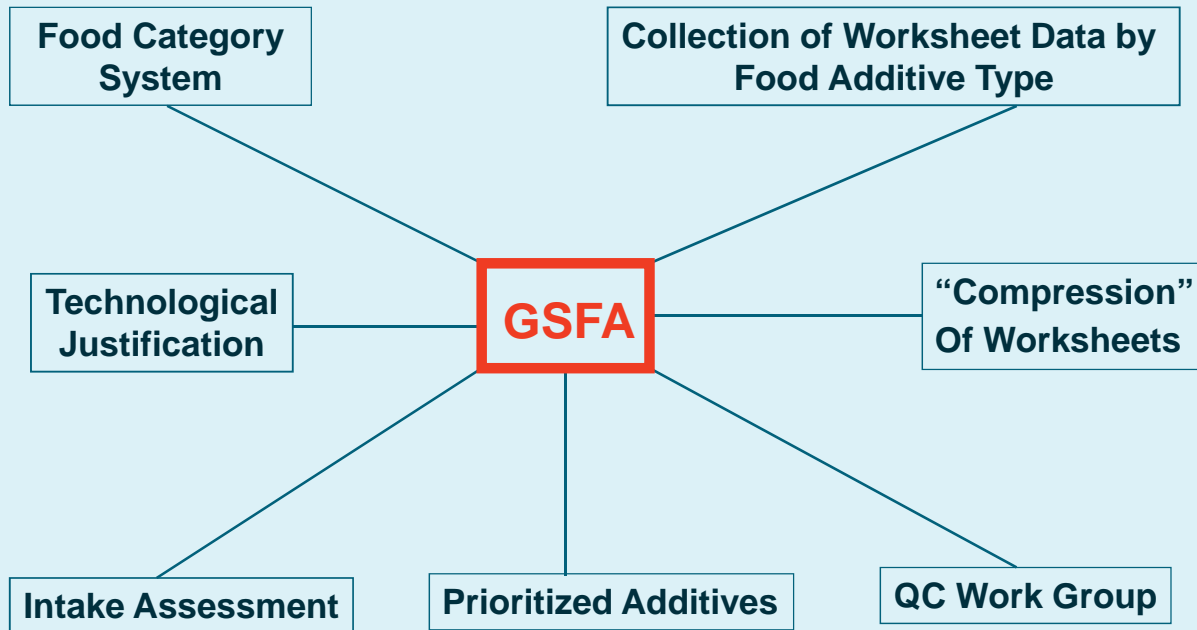 Food Category
System
Collection of Worksheet Data by
Food Additive Type
Technological
Justification
GSFA
“Compression”
Of Worksheets
Intake Assessment
Prioritized Additives
QC Work Group